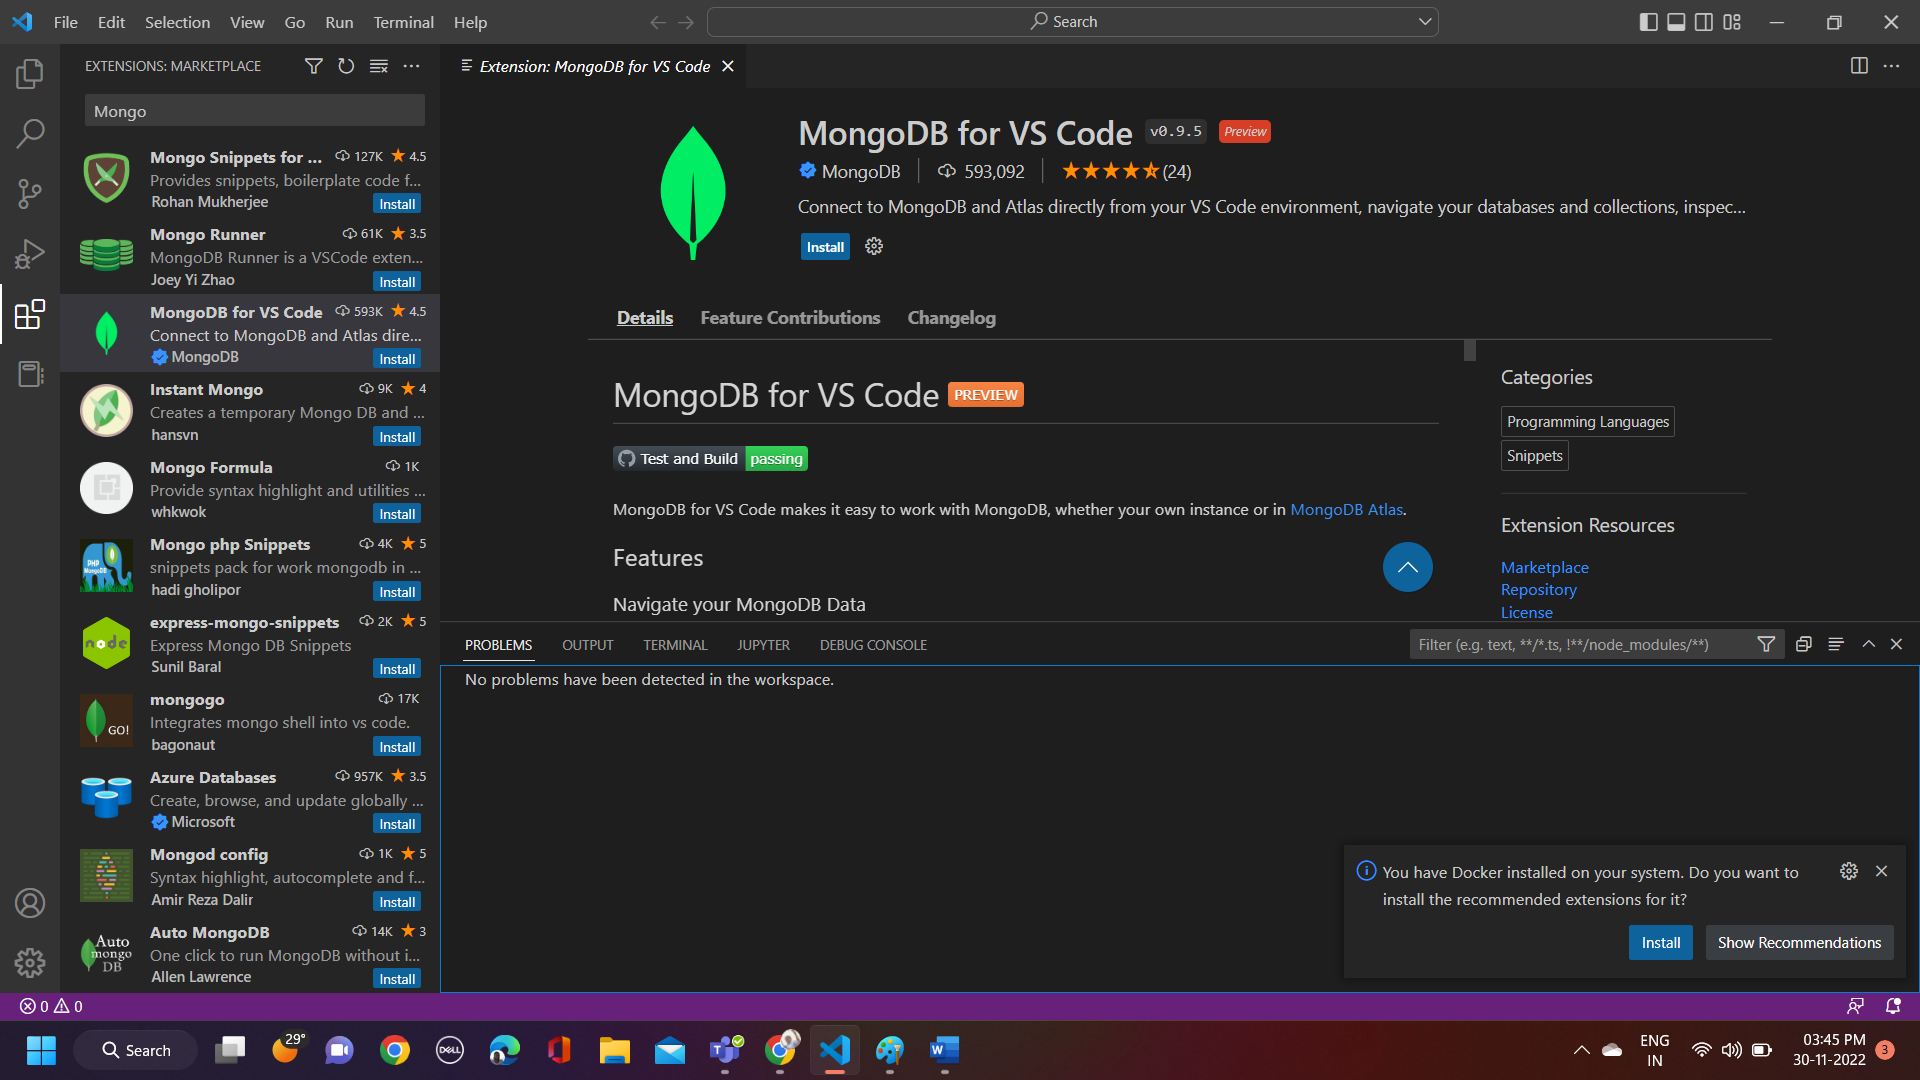 File Edit Selection View Go Run Terminal Help
Search
EXTENSIONS: MARKETPLACE
Mongo
Mongo Snippets for ... 127K 4.5
Provides snippets, boilerplate code f...
Rohan Mukherjee Install
Mongo Runner 61K 3.5
MongoDB Runner is a VSCode exten...
Joey Yi Zhao Install
MongoDB for VS Code 593K 4.5
Connect to MongoDB and Atlas dire...
MongoDB Install
Instant Mongo 9K 4
Creates a temporary Mongo DB and ...
hansvn Install
Mongo Formula 1K
Provide syntax highlight and utilities ...
whkwok Install
PHP
MongoDB
Mongo php Snippets 4K 5
snippets pack for work mongodb in ...
hadi gholipor Install
node
express-mongo-snippets 2K 5
Express Mongo DB Snippets
Sunil Baral Install
GO!
mongogo 17K
Integrates mongo shell into vs code.
bagonaut Install
Azure Databases 957K 3.5
Create, browse, and update globally ...
Microsoft Install
Mongod config 1K 5
Syntax highlight, autocomplete and f...
Amir Reza Dalir Install
Auto
mongo
DB
Auto MongoDB 14K 3
One click to run MongoDB without i...
Allen Lawrence Install
Extension: MongoDB for VS Code
MongoDB for VS Code v0.9.5 Preview
MongoDB 593,092 (24)
Connect to MongoDB and Atlas directly from your VS Code environment, navigate your databases and collections, inspec...
Install
Details Feature Contributions Changelog
MongoDB for VS Code PREVIEW
Test and Build passing
MongoDB for VS Code makes it easy to work with MongoDB, whether your own instance or in MongoDB Atlas.
Features
Navigate your MongoDB Data
Categories
Programming Languages
Snippets
Extension Resources
Marketplace
Repository
License
PROBLEMS OUTPUT TERMINAL JUPYTER DEBUG CONSOLE
Filter (e.g. text, **/*.ts, !**/node_modules/**)
No problems have been detected in the workspace.
You have Docker installed on your system. Do you want to
install the recommended extensions for it?
Install Show Recommendations
0 0
Search
29°
DELL
T
W
ENG
IN
03:45 PM
30-11-2022
3